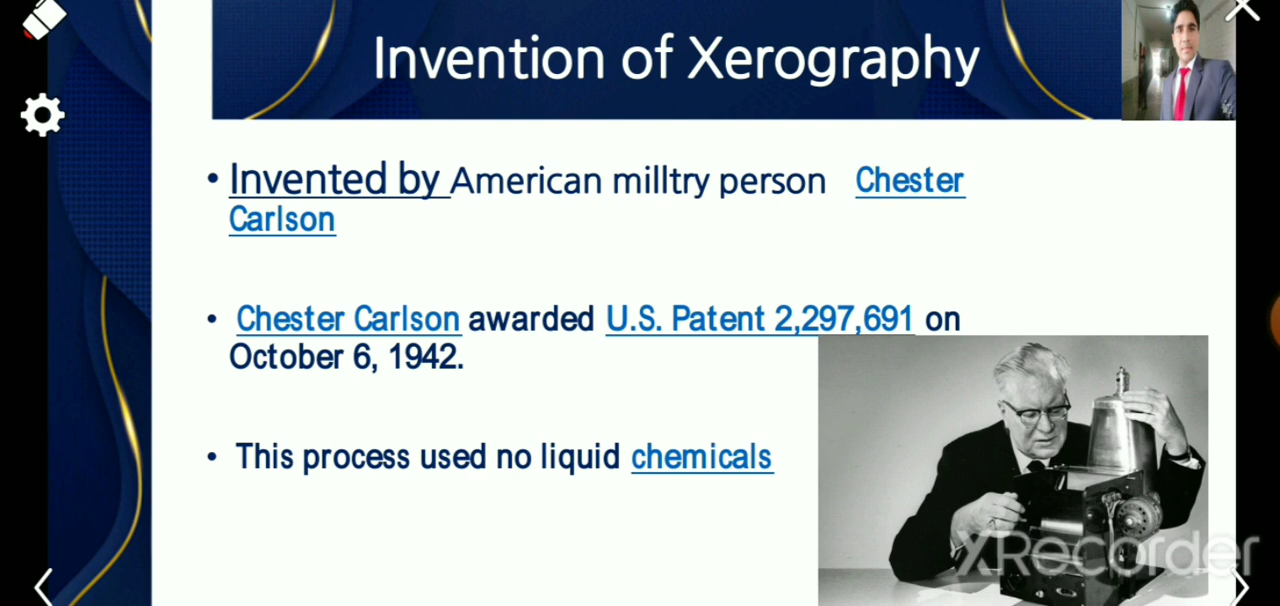 Invention of Xerography
• Invented by American milltry person Chester
Carlson
• Chester Carlson awarded U.S. Patent 2,297,691 on
October 6, 1942.
• This process used no liquid chemicals
XRecorder